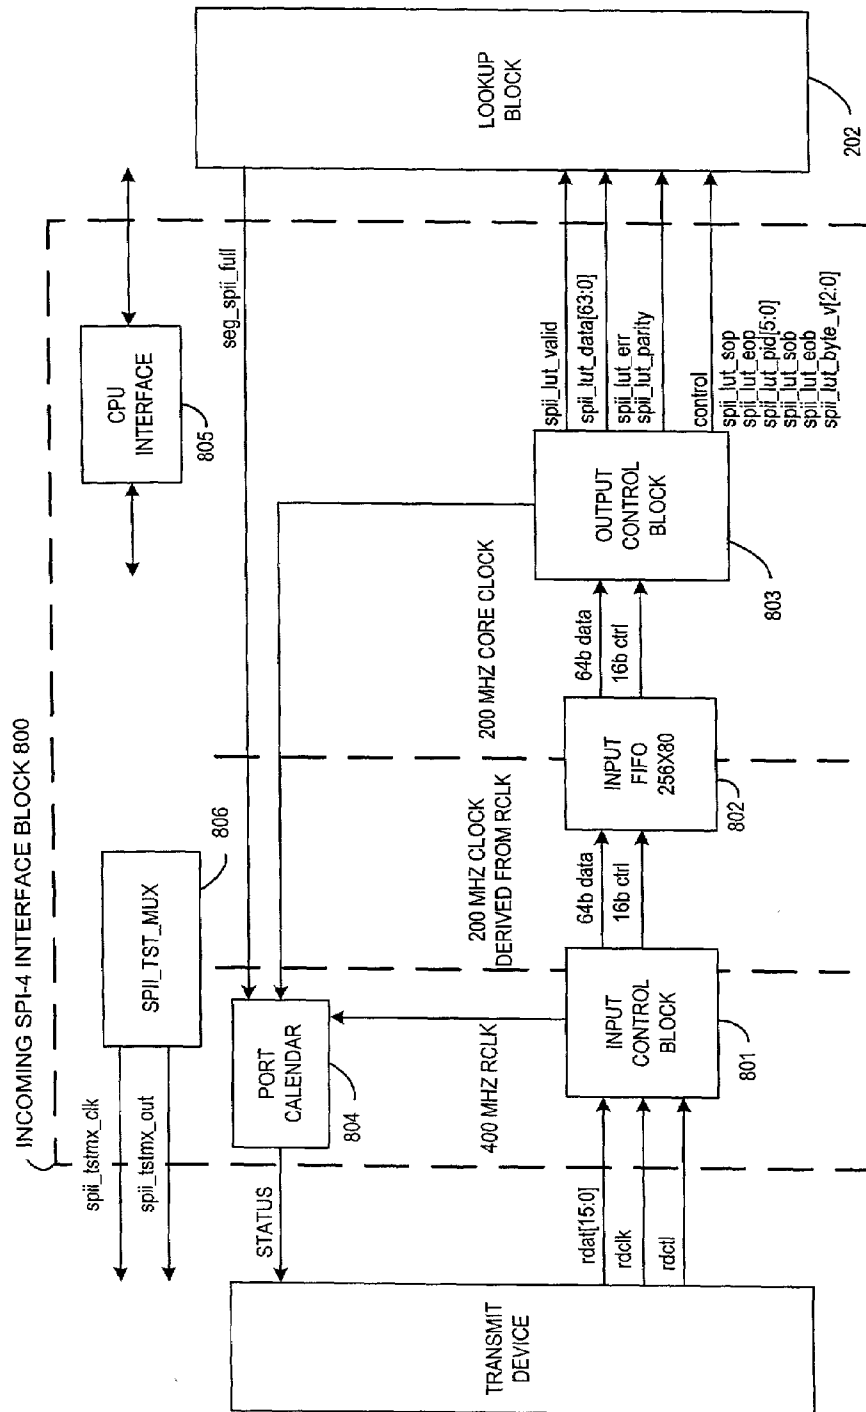 INCOMING SPI-4 INTERFACE BLOCK 800
spii_tstmx_clk
spii_tstmx_out
SPII_TST_MUX
806
CPU
INTERFACE
805
STATUS
PORT
CALENDAR
804
seg_spii_full
400 MHZ RCLK
200 MHZ CLOCK
DERIVED FROM RCLK
200 MHZ CORE CLOCK
TRANSMIT
DEVICE
rdat[15:0]
rdclk
rdctl
INPUT
CONTROL
BLOCK
801
64b data
16b ctrl
INPUT
FIFO
256X80
802
64b data
16b ctrl
OUTPUT
CONTROL
BLOCK
803
spii_lut_valid
spii_lut_data[63:0]
spii_lut_err
spii_lut_parity
control
spii_lut_sop
spii_lut_eop
spii_lut_pid[5:0]
spii_lut_sob
spii_lut_eob
spii_lut_byte_v[2:0]
LOOKUP
BLOCK
202